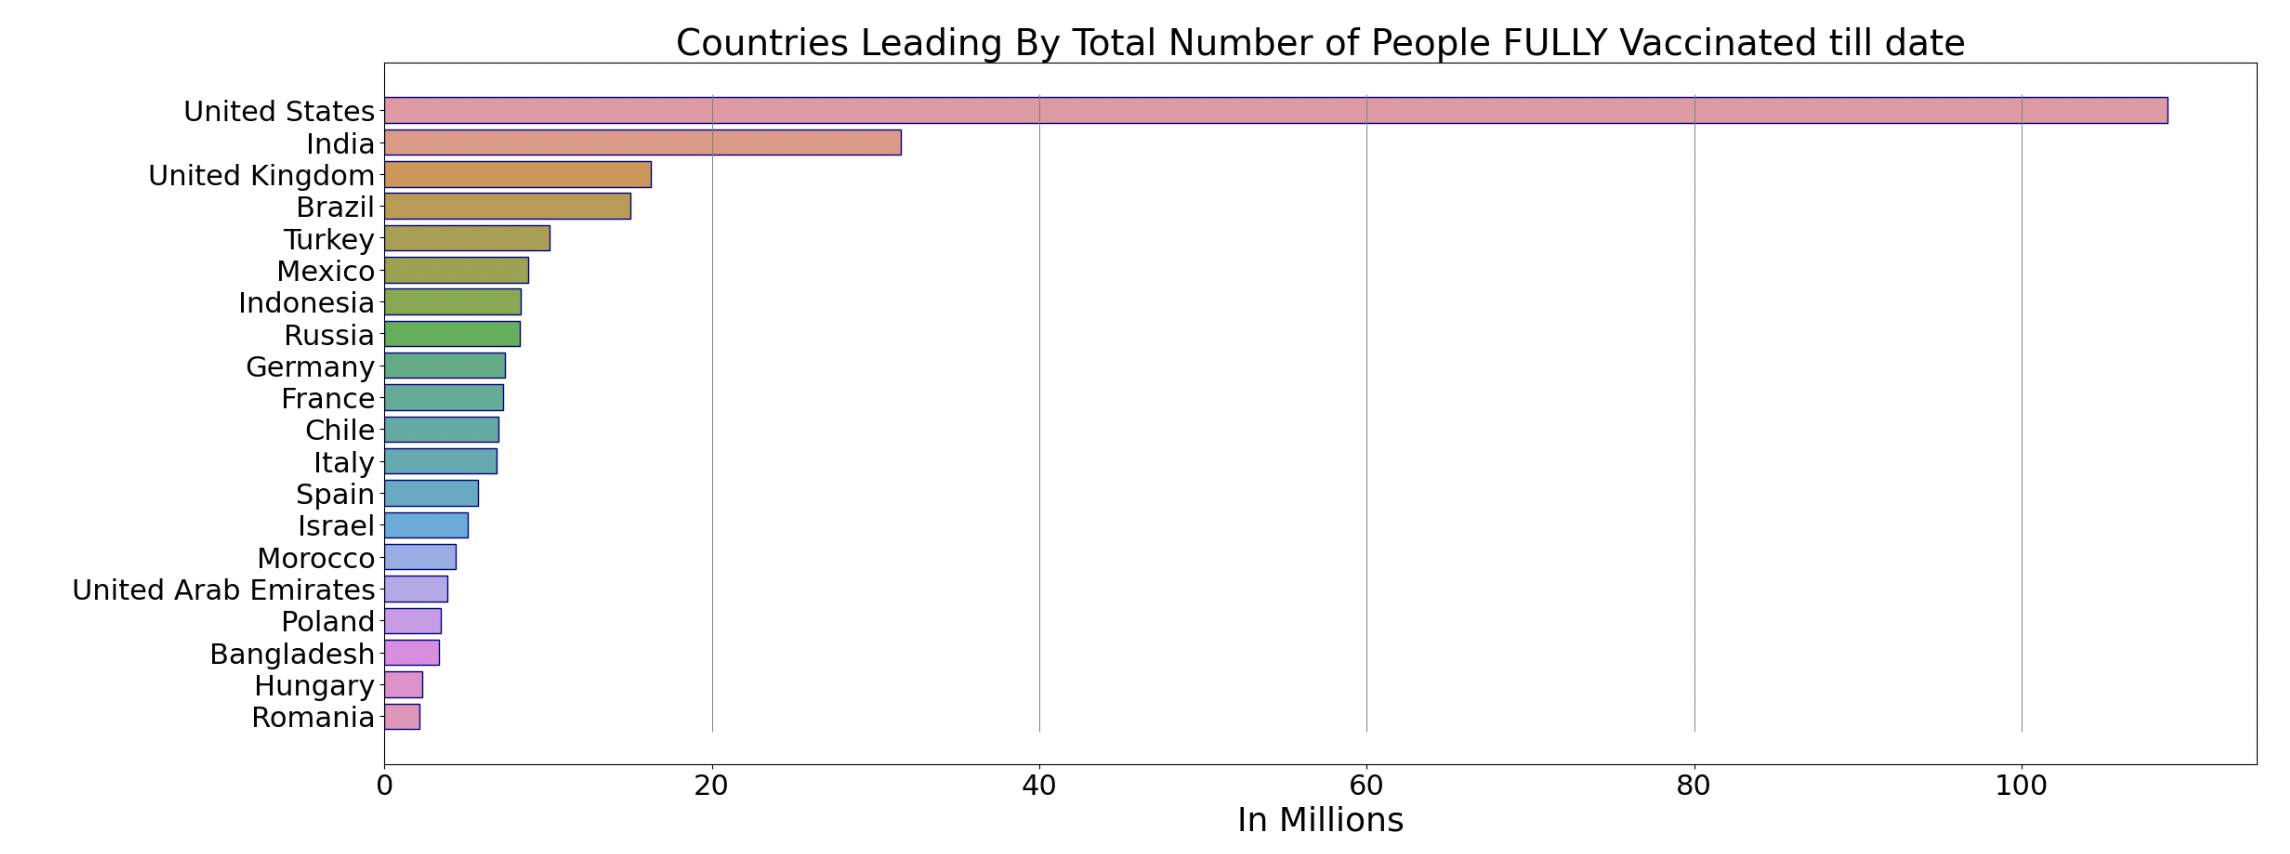 Countries Leading By Total Number of People FULLY Vaccinated till date
United States
India
United Kingdom
Brazil
Turkey
Mexico
Indonesia
Russia
Germany
France
Chile
Italy
Spain
Israel
Morocco
United Arab Emirates
Poland
Bangladesh
Hungary
Romania
0 20 40 60 80 100
In Millions